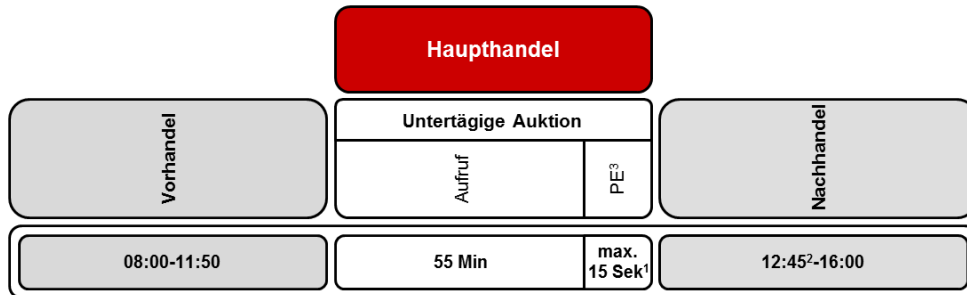 Haupthandel
Vorhandel
Untertägige Auktion
Aufruf
PE³
Nachhandel
08:00-11:50
55 Min
max.
15 Sek¹
12:45²-16:00